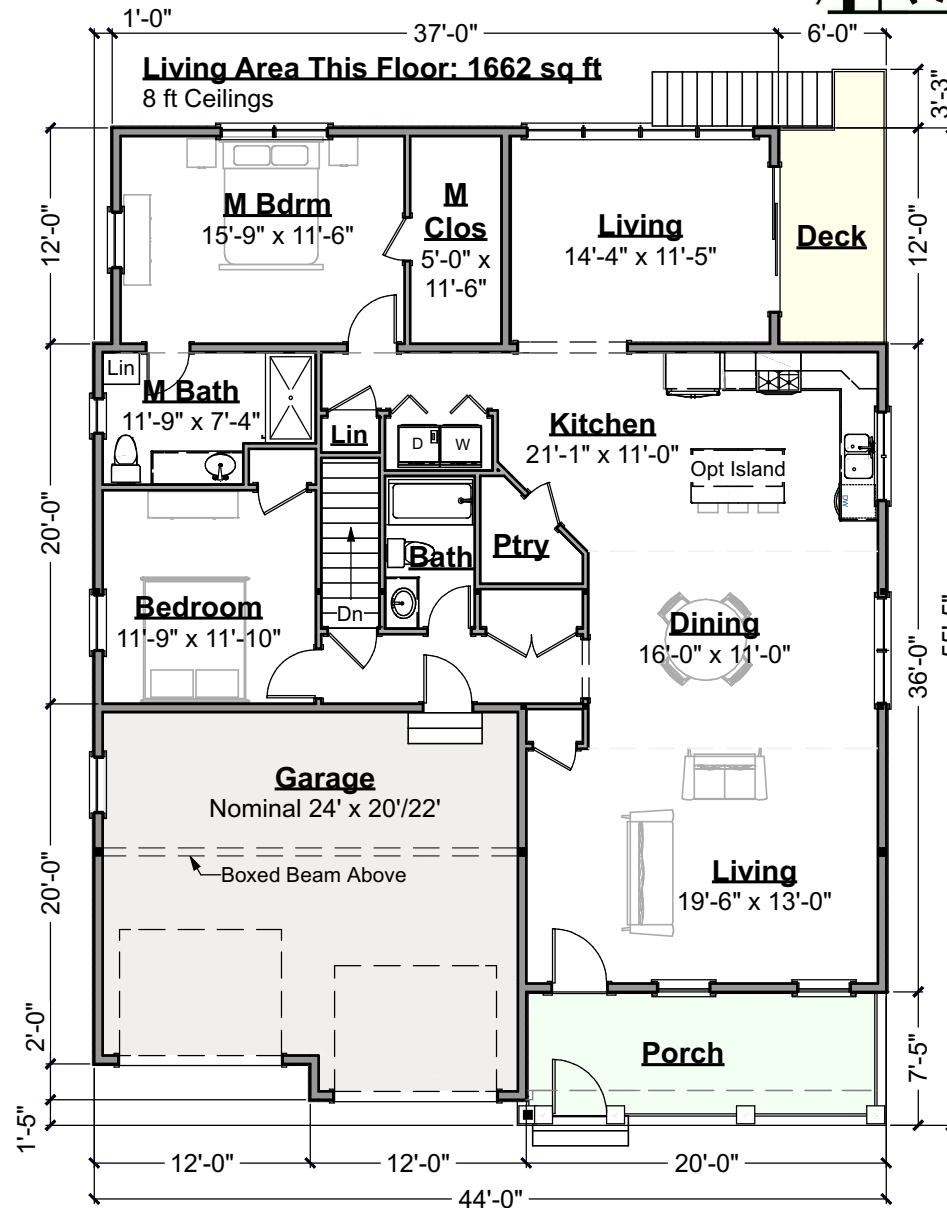 1'-0"
37'-0"
6'-0"
Living Area This Floor: 1662 sq ft
8 ft Ceilings
3'-3"
12'-0"
M Bdrm
15'-9" x 11'-6"
M
Clos
5'-0" x
11'-6"
Living
14'-4" x 11'-5"
Deck
12'-0"
Lin
M Bath
11'-9" x 7'-4"
Lin
D
W
Kitchen
21'-1" x 11'-0"
Opt Island
DW
20'-0"
Bath
Ptry
Dn
Bedroom
11'-9" x 11'-10"
Dining
16'-0" x 11'-0"
36'-0"
Garage
Nominal 24' x 20'/22'
Boxed Beam Above
Living
19'-6" x 13'-0"
20'-0"
2'-0"
1'-5"
Porch
7'-5"
12'-0"
12'-0"
20'-0"
44'-0"